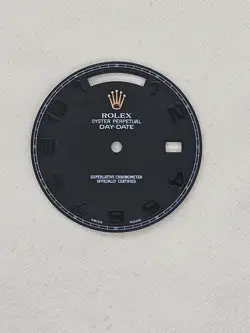 ROLEX
OYSTER PERPETUAL
DAY-DATE
SUPERLATIVE CHRONOMETER
OFFICIALLY CERTIFIED
SWISS MADE